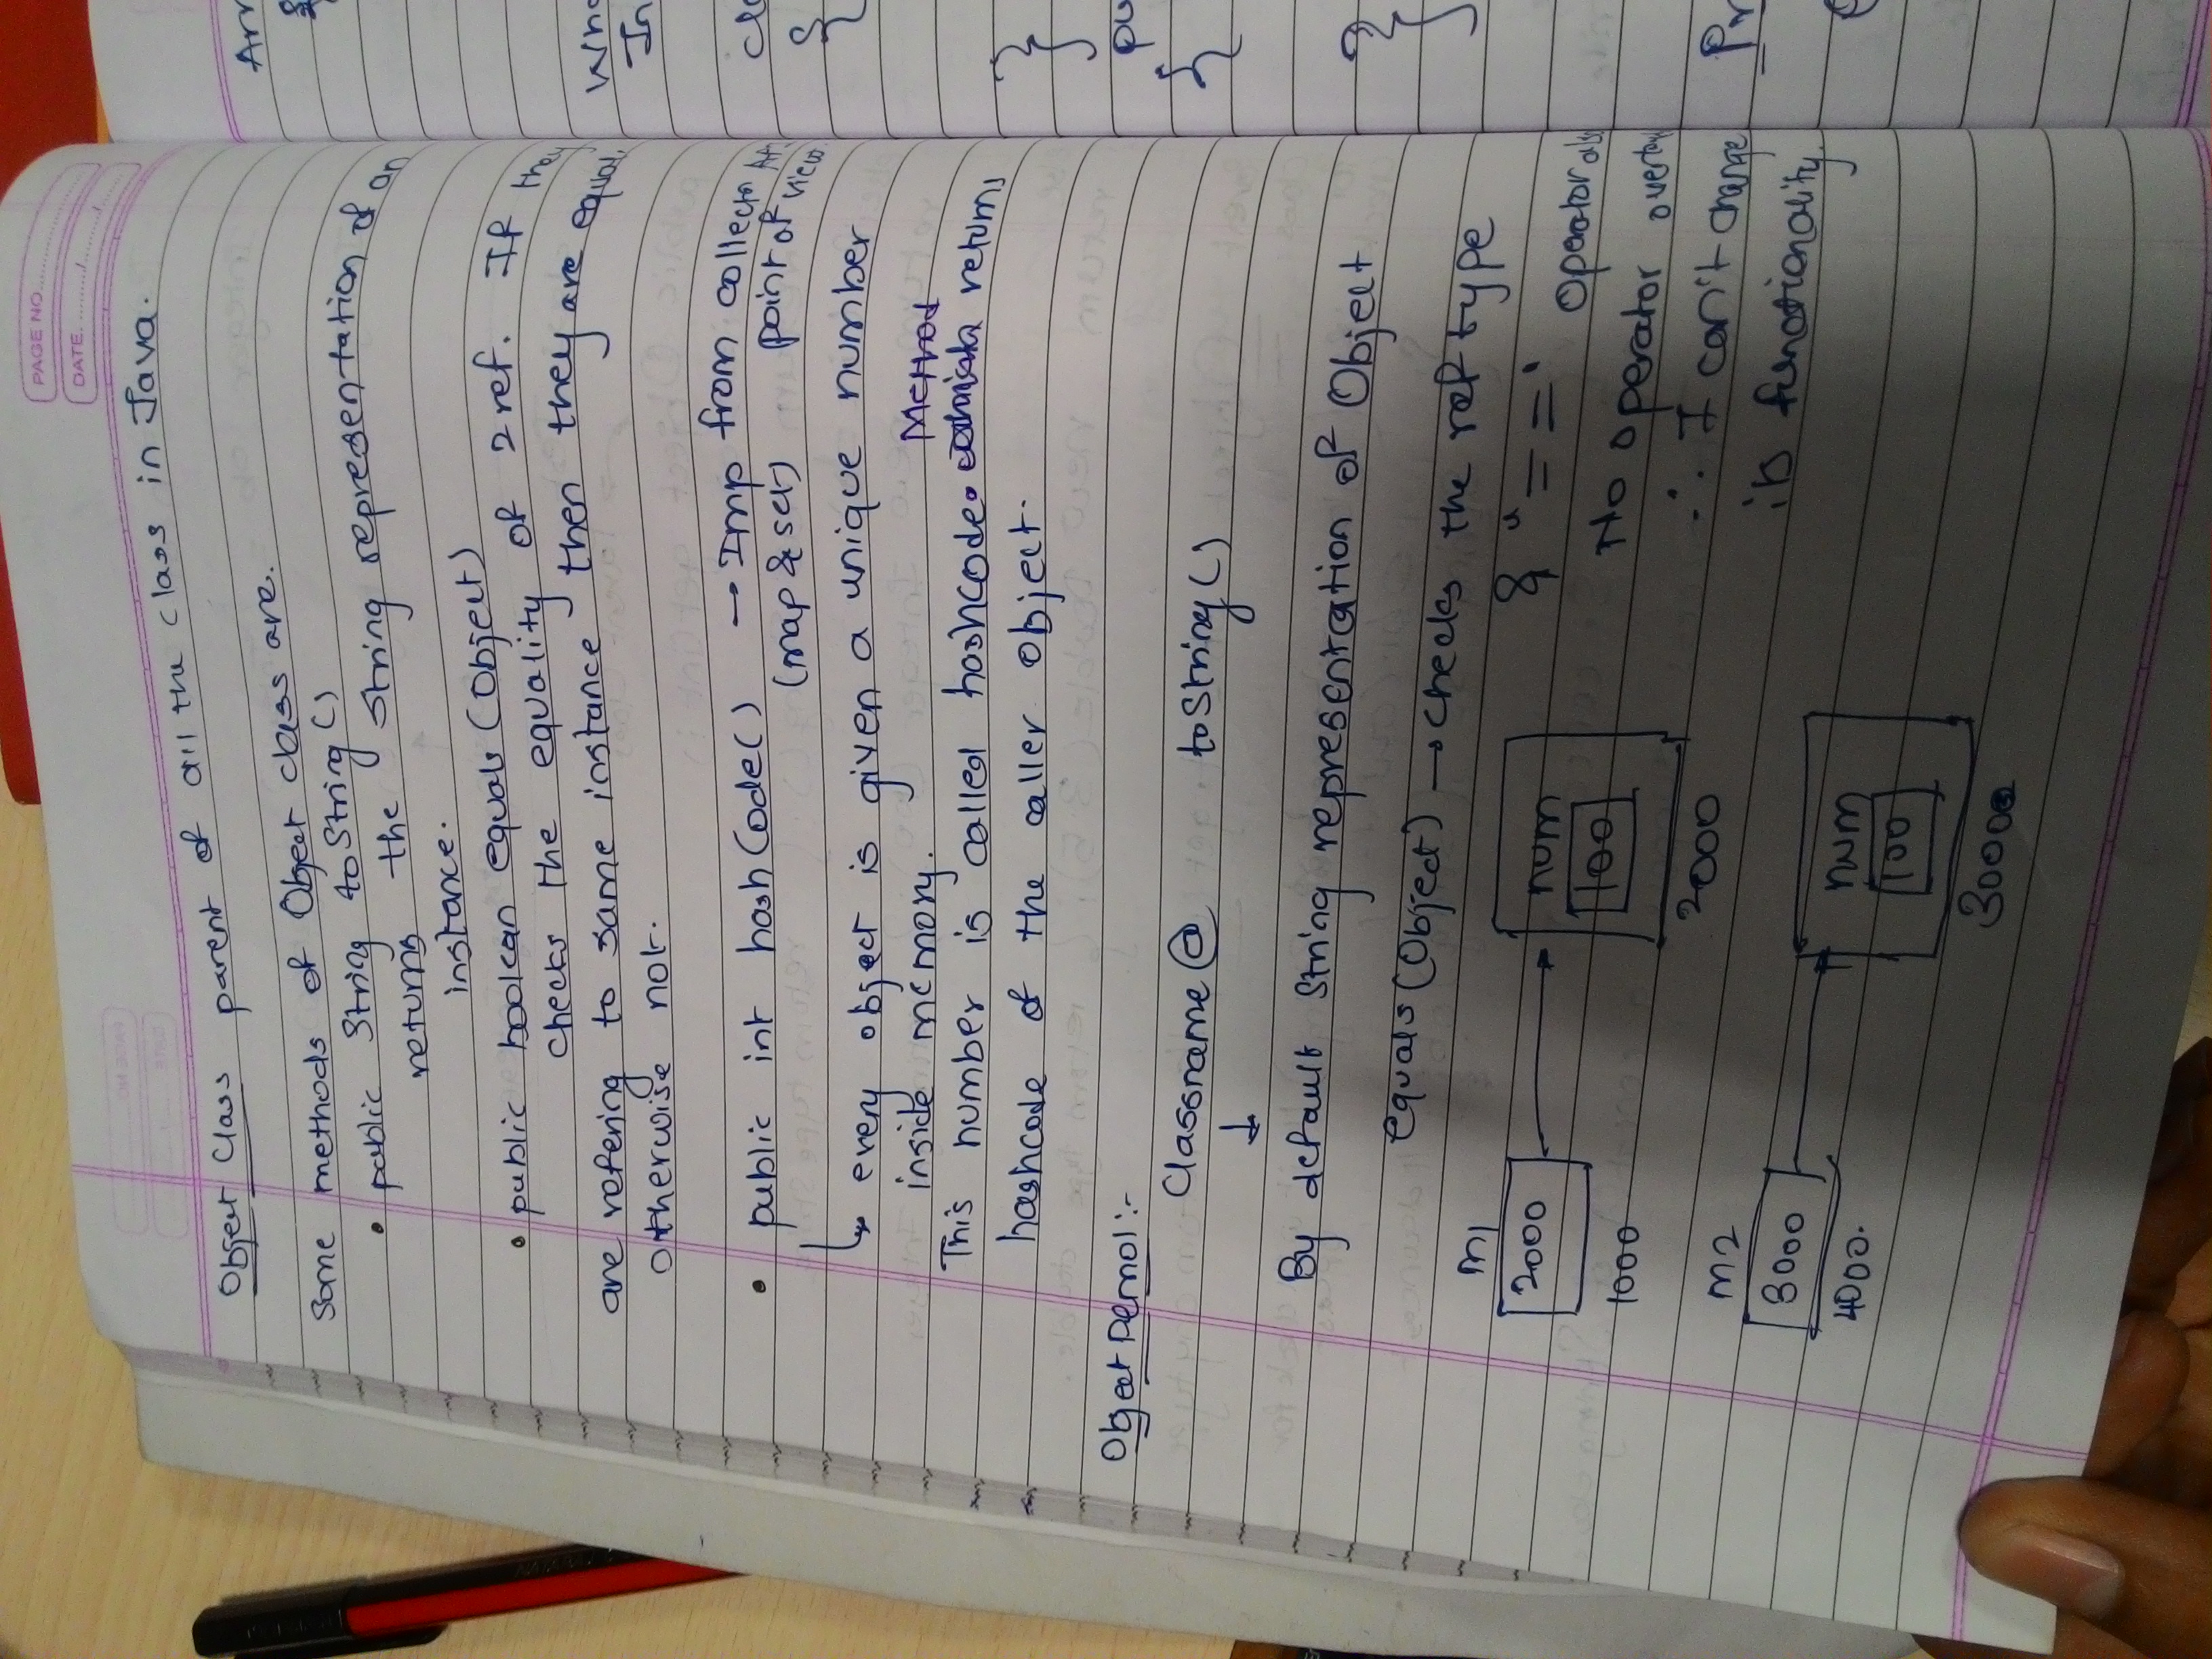 PAGE NO.
DATE. / /
Object Class parent of all the class in Java.
Some methods of Object class are.
• public String toString()
returns the String representation of an
instance.
• public boolean equals (Object)
checks the equality of 2 ref. If they
are refering to same instance then they are equal.
otherwise not.
• public int hashCode() → Imp from collectn
(map & set) point of view
↳ every object is given a unique number
inside memory.
Method
This number is called hashcode. returns
hashcode of the caller object.
Object Demo1:-
Classname@ toString()
↓
By default String representation of Object
equals(Object) → checks the ref type
& "==" operator also
No operator
∴ I can't change
its functionality.
m1
2000
1000
num
100
2000
m2
3000
4000.
num
100
3000
Arr
In
{
}
pu
{
}
Pr